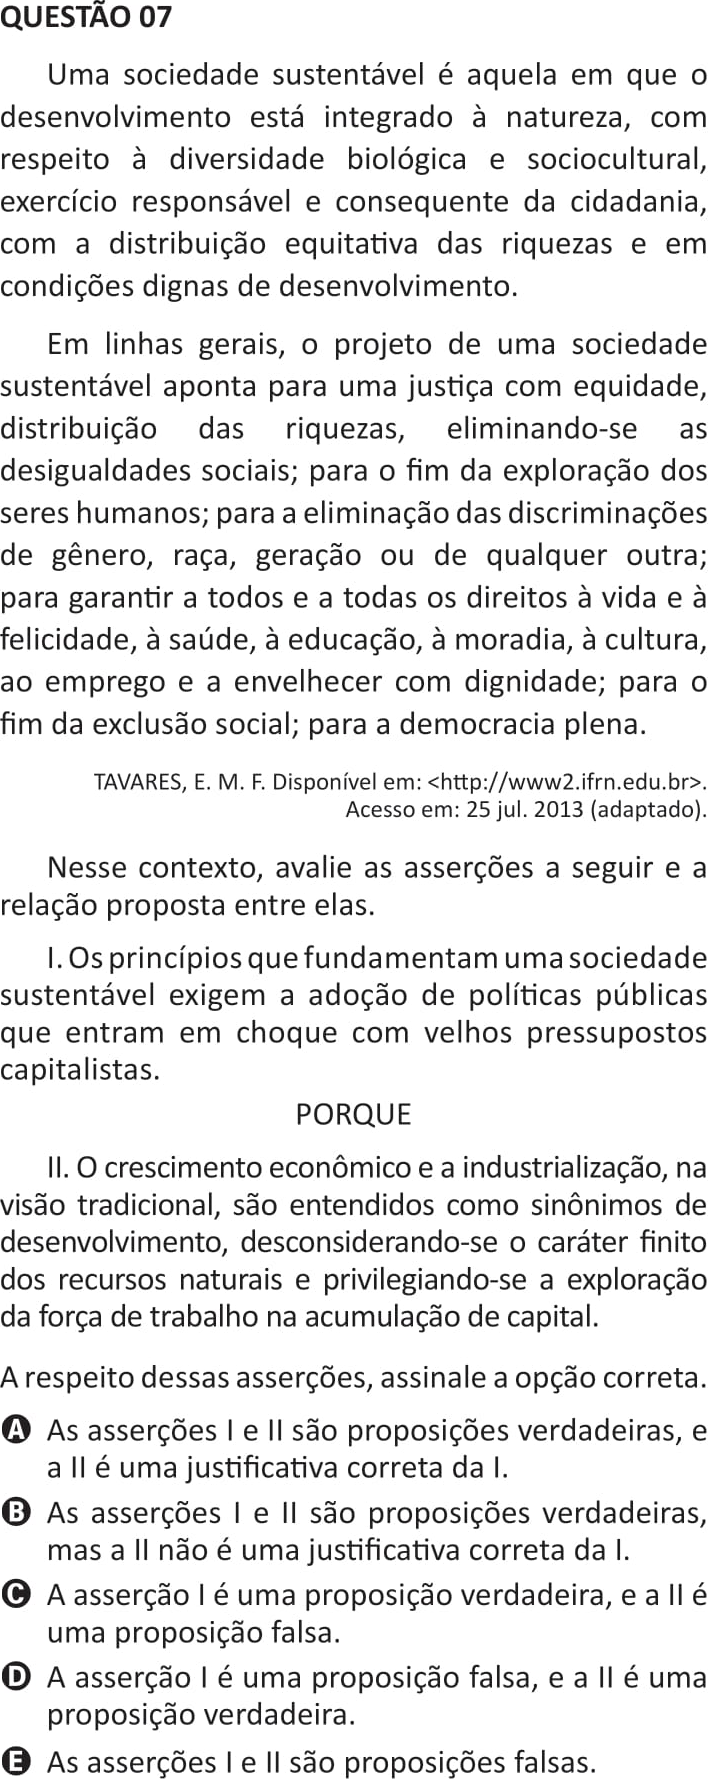 QUESTÃO 07
Uma sociedade sustentável é aquela em que o
desenvolvimento está integrado à natureza, com
respeito à diversidade biológica e sociocultural,
exercício responsável e consequente da cidadania,
com a distribuição equitativa das riquezas e em
condições dignas de desenvolvimento.
Em linhas gerais, o projeto de uma sociedade
sustentável aponta para uma justiça com equidade,
distribuição das riquezas, eliminando-se as
desigualdades sociais; para o fim da exploração dos
seres humanos; para a eliminação das discriminações
de gênero, raça, geração ou de qualquer outra;
para garantir a todos e a todas os direitos à vida e à
felicidade, à saúde, à educação, à moradia, à cultura,
ao emprego e a envelhecer com dignidade; para o
fim da exclusão social; para a democracia plena.
TAVARES, E. M. F. Disponível em: <http://www2.ifrn.edu.br>.
Acesso em: 25 jul. 2013 (adaptado).
Nesse contexto, avalie as asserções a seguir e a
relação proposta entre elas.
I. Os princípios que fundamentam uma sociedade
sustentável exigem a adoção de políticas públicas
que entram em choque com velhos pressupostos
capitalistas.
PORQUE
II. O crescimento econômico e a industrialização, na
visão tradicional, são entendidos como sinônimos de
desenvolvimento, desconsiderando-se o caráter finito
dos recursos naturais e privilegiando-se a exploração
da força de trabalho na acumulação de capital.
A respeito dessas asserções, assinale a opção correta.
A As asserções I e II são proposições verdadeiras, e
a II é uma justificativa correta da I.
B As asserções I e II são proposições verdadeiras,
mas a II não é uma justificativa correta da I.
C A asserção I é uma proposição verdadeira, e a II é
uma proposição falsa.
D A asserção I é uma proposição falsa, e a II é uma
proposição verdadeira.
E As asserções I e II são proposições falsas.